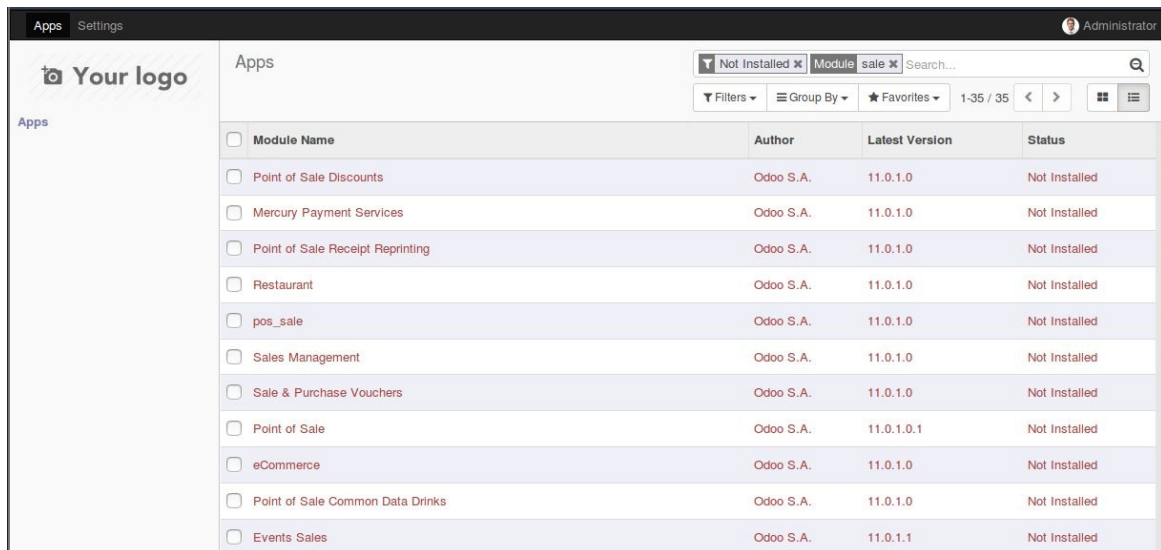 Apps Settings Administrator
Your logo
Apps
Apps
Not Installed Module sale Search...
Filters Group By Favorites 1-35 / 35
Module Name Author Latest Version Status
Point of Sale Discounts Odoo S.A. 11.0.1.0 Not Installed
Mercury Payment Services Odoo S.A. 11.0.1.0 Not Installed
Point of Sale Receipt Reprinting Odoo S.A. 11.0.1.0 Not Installed
Restaurant Odoo S.A. 11.0.1.0 Not Installed
pos_sale Odoo S.A. 11.0.1.0 Not Installed
Sales Management Odoo S.A. 11.0.1.0 Not Installed
Sale & Purchase Vouchers Odoo S.A. 11.0.1.0 Not Installed
Point of Sale Odoo S.A. 11.0.1.0.1 Not Installed
eCommerce Odoo S.A. 11.0.1.0 Not Installed
Point of Sale Common Data Drinks Odoo S.A. 11.0.1.0 Not Installed
Events Sales Odoo S.A. 11.0.1.1 Not Installed